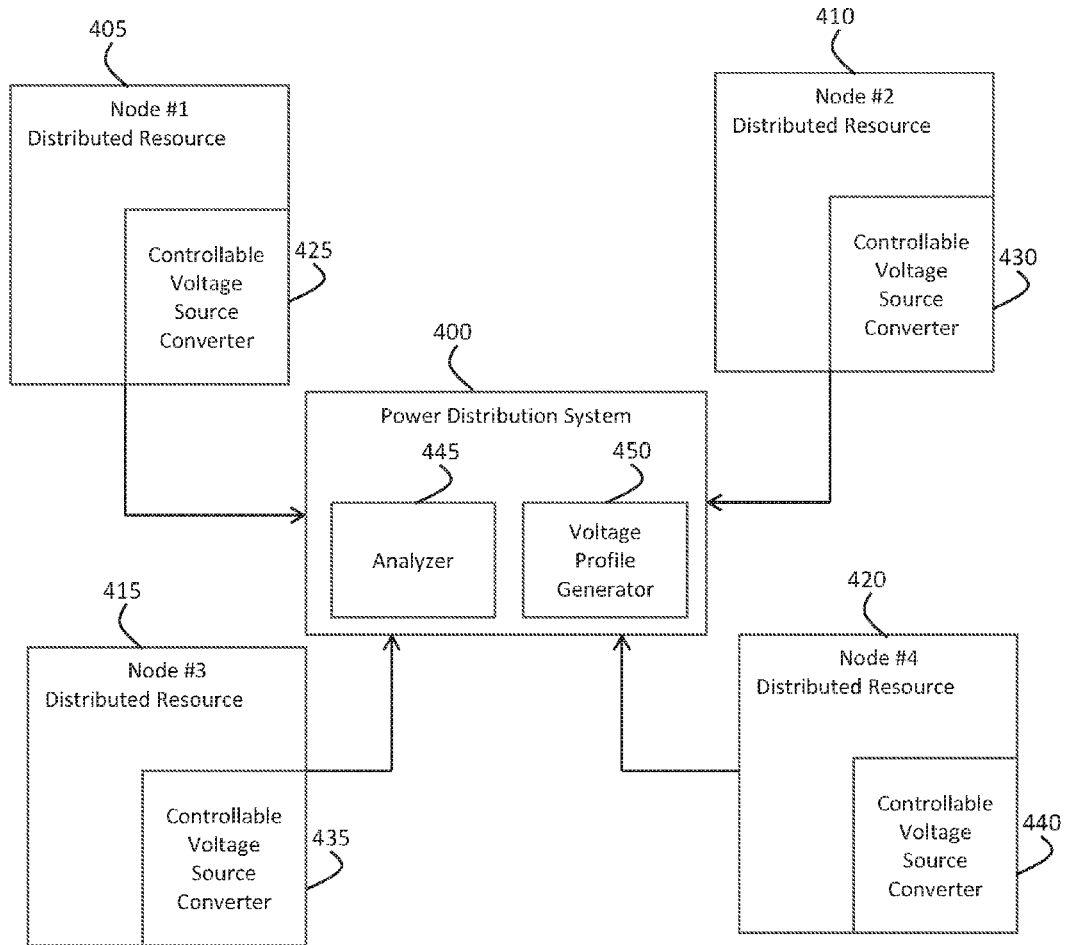 405
Node #1
Distributed Resource
Controllable
Voltage
Source
Converter
425
410
Node #2
Distributed Resource
Controllable
Voltage
Source
Converter
430
400
Power Distribution System
445
Analyzer
450
Voltage
Profile
Generator
415
Node #3
Distributed Resource
Controllable
Voltage
Source
Converter
435
420
Node #4
Distributed Resource
Controllable
Voltage
Source
Converter
440